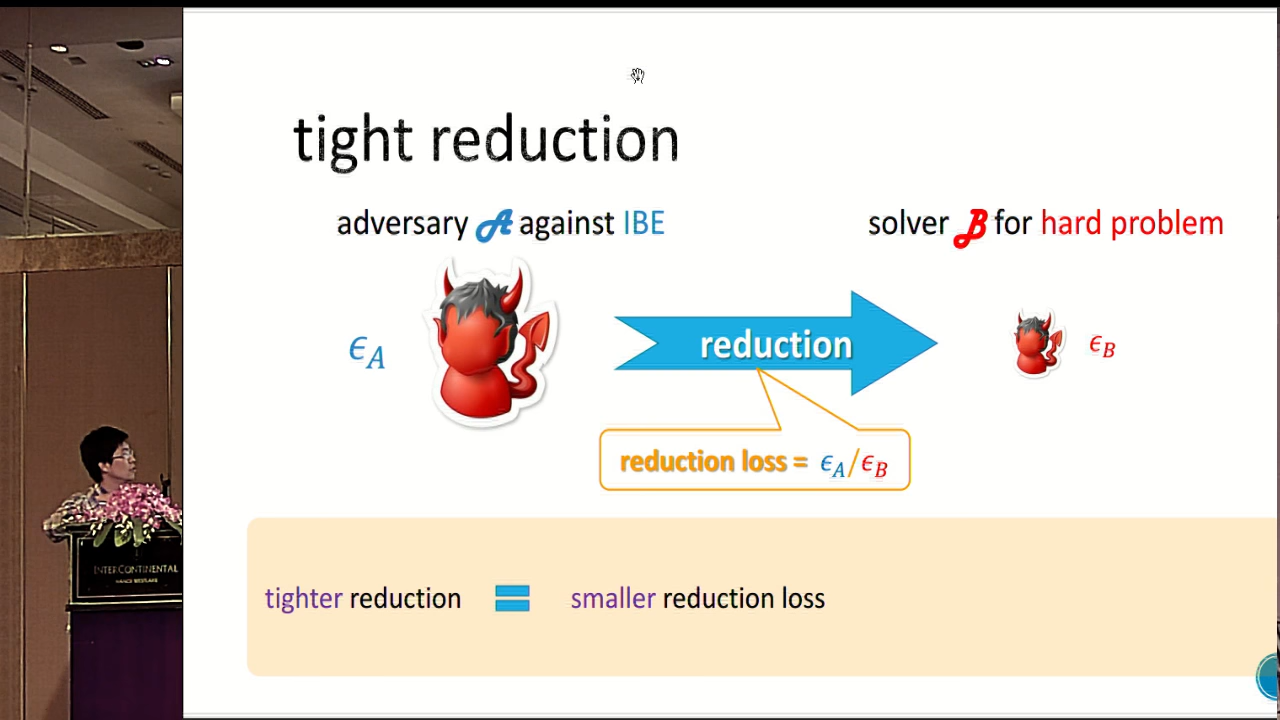 tight reduction
adversary 𝓐 against IBE
solver 𝓑 for hard problem
ϵ_A
reduction
ϵ_B
reduction loss = ϵ_A/ϵ_B
tighter reduction = smaller reduction loss
INTERCONTINENTAL